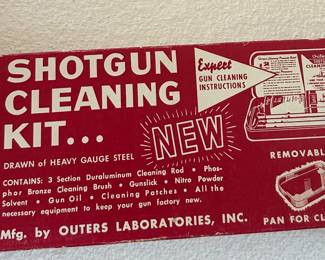 SHOTGUN
CLEANING
KIT...
Expert
GUN CLEANING
INSTRUCTIONS
NEW
DRAWN OF HEAVY GAUGE STEEL
CONTAINS: 3 Section Duraluminum Cleaning Rod • Phos-
phor Bronze Cleaning Brush • Gunslick • Nitro Powder
Solvent • Gun Oil • Cleaning Patches • All the
necessary equipment to keep your gun factory new.
Mfg. by OUTERS LABORATORIES, INC.
REMOVABL
PAN FOR CL